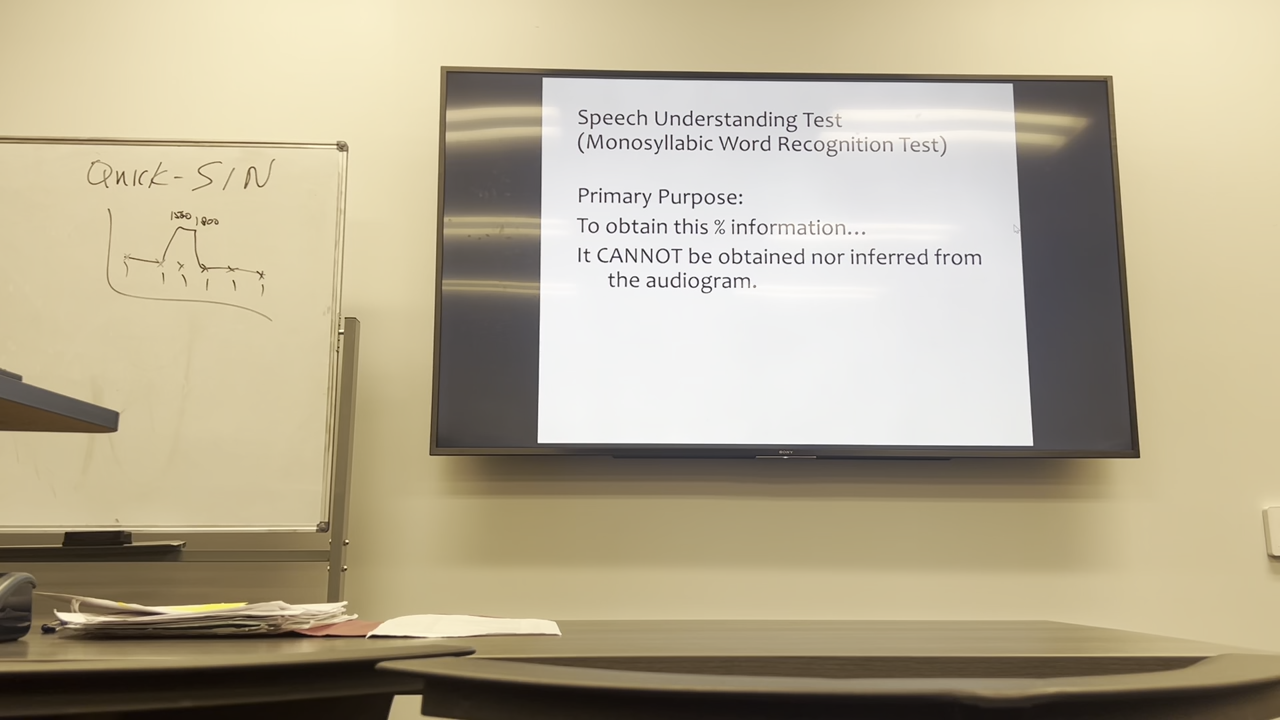 Quick-SIN
1500 1800
Speech Understanding Test
(Monosyllabic Word Recognition Test)
Primary Purpose:
To obtain this % information...
It CANNOT be obtained nor inferred from
the audiogram.
SONY